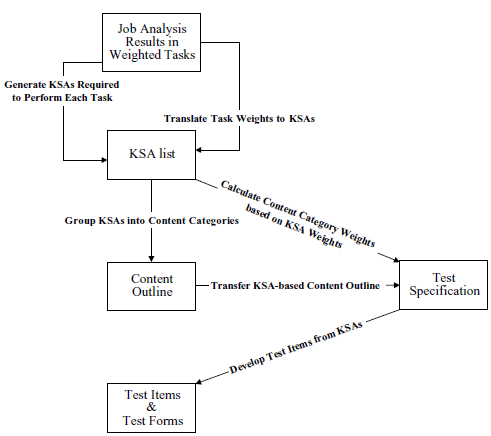 Job Analysis
Results in
Weighted Tasks
Generate KSAs Required
to Perform Each Task
Translate Task Weights to KSAs
KSA list
Calculate Content Category Weights
based on KSA Weights
Group KSAs into Content Categories
Content
Outline
Transfer KSA-based Content Outline
Test
Specification
Develop Test Items from KSAs
Test Items
&
Test Forms